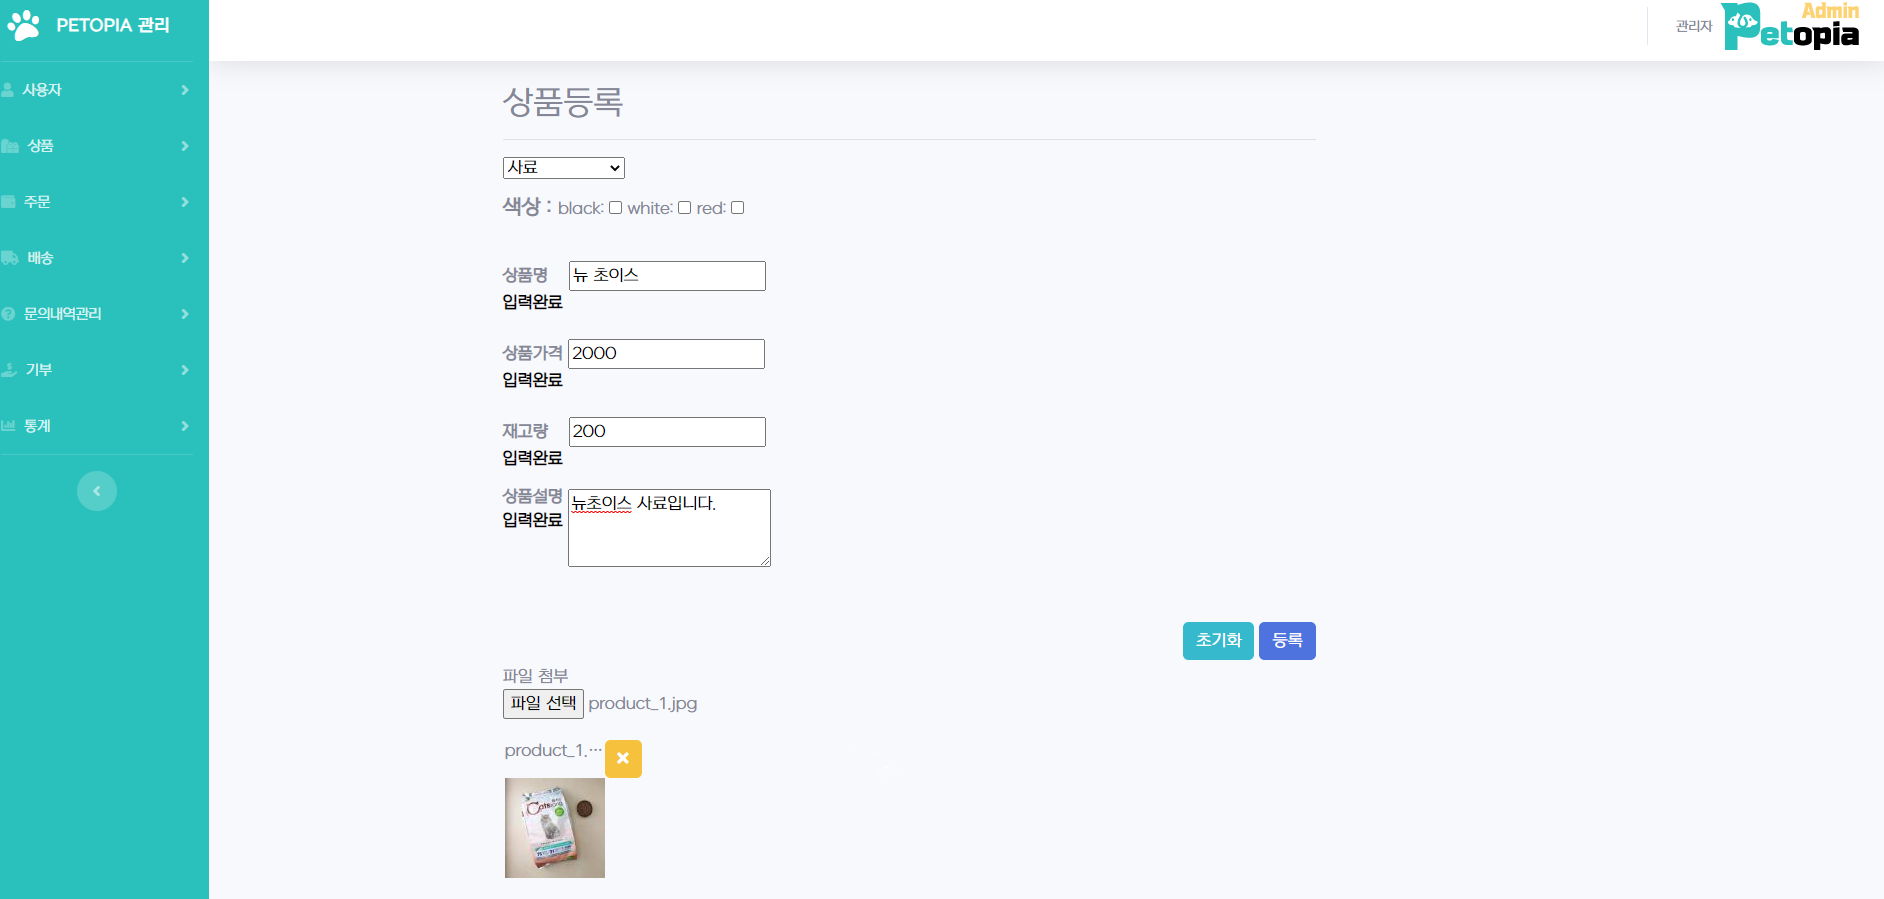 PETOPIA 관리
사용자
상품
주문
배송
문의내역관리
기부
통계
관리자
Admin
Petopia
상품등록
사료
색상 : black: white: red:
상품명 뉴 초이스
입력완료
상품가격 2000
입력완료
재고량 200
입력완료
상품설명 뉴초이스 사료입니다.
입력완료
초기화 등록
파일 첨부
파일 선택 product_1.jpg
product_1.…
Cats